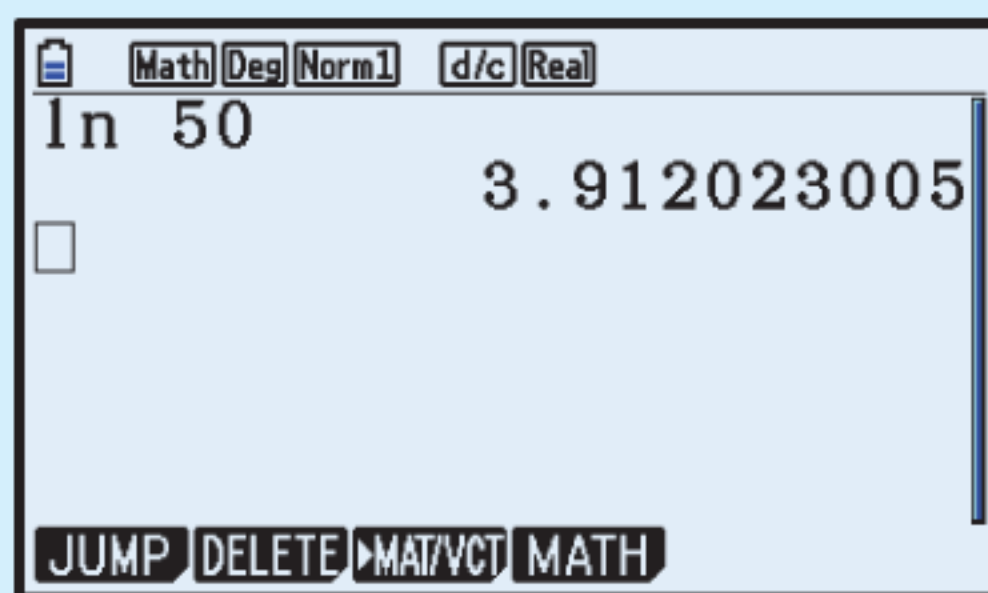 Math Deg Norm1 d/c Real
ln 50
3.912023005
JUMP DELETE ▶MAT/VCT MATH